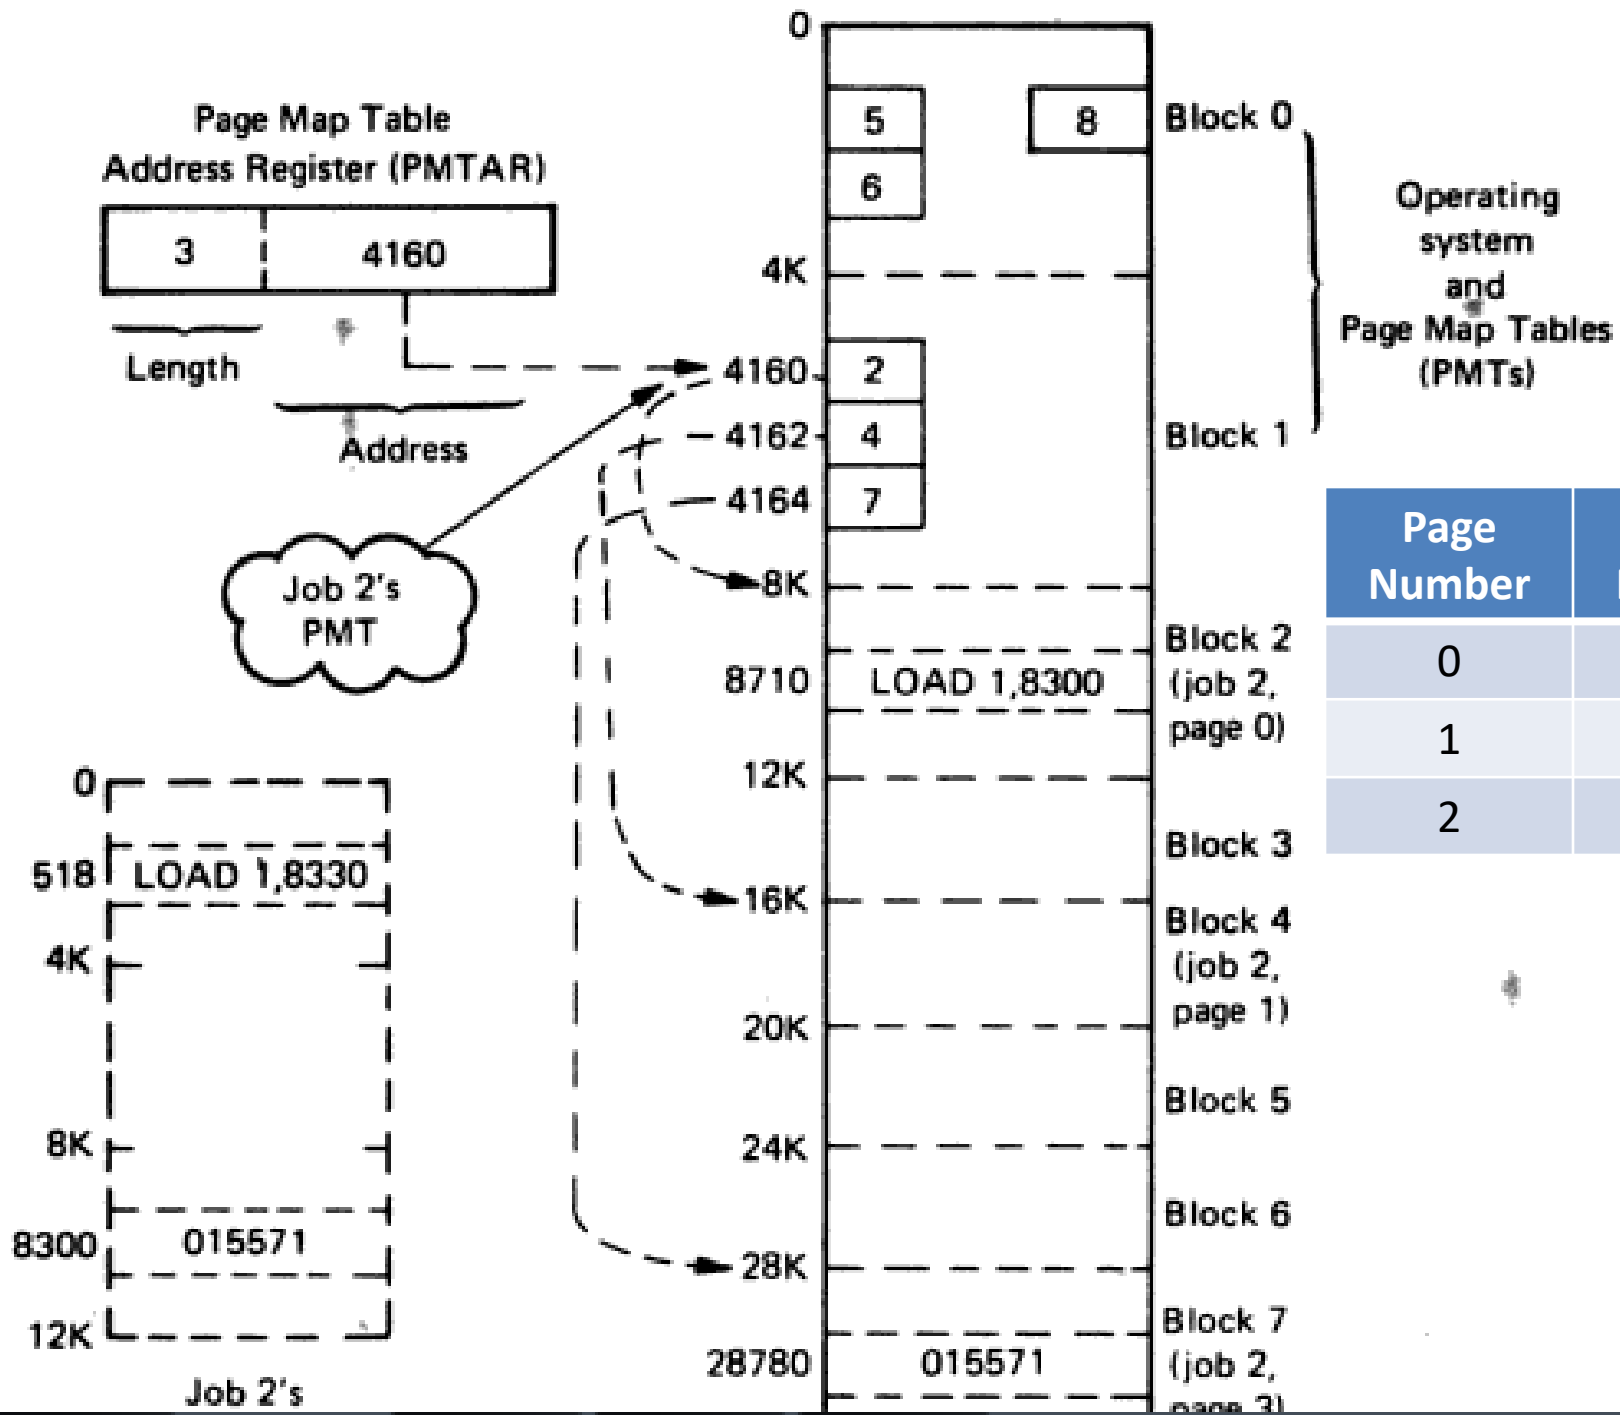 Page Map Table
Address Register (PMTAR)
3
4160
Length
Address
Job 2's
PMT
0
518
LOAD 1,8330
4K
8K
8300
015571
12K
Job 2's
0
5
8
6
4K
4160
2
4162
4
4164
7
8K
8710
LOAD 1,8300
12K
16K
20K
24K
28K
28780
015571
Block 0
Operating
system
and
Page Map Tables
(PMTs)
Block 1
Block 2
(job 2,
page 0)
Block 3
Block 4
(job 2,
page 1)
Block 5
Block 6
Block 7
(job 2,
page 3)
Page
Number
0
1
2